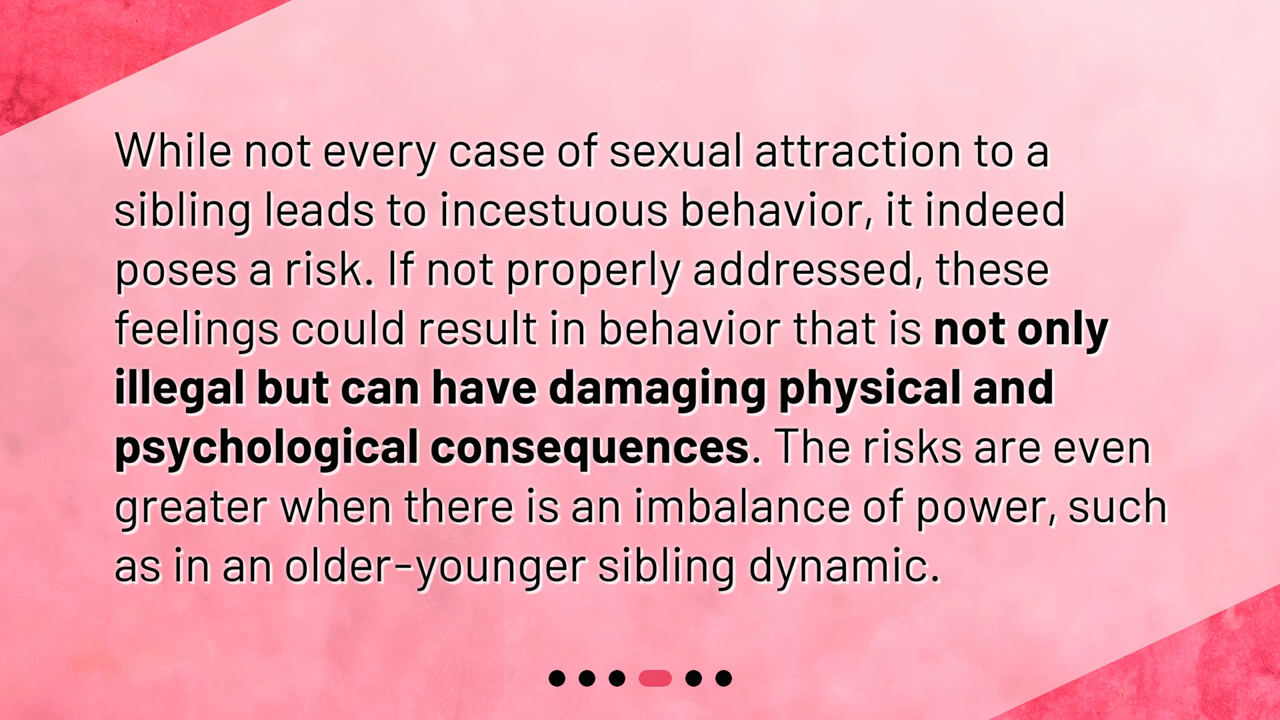 While not every case of sexual attraction to a
sibling leads to incestuous behavior, it indeed
poses a risk. If not properly addressed, these
feelings could result in behavior that is not only
illegal but can have damaging physical and
psychological consequences. The risks are even
greater when there is an imbalance of power, such
as in an older-younger sibling dynamic.